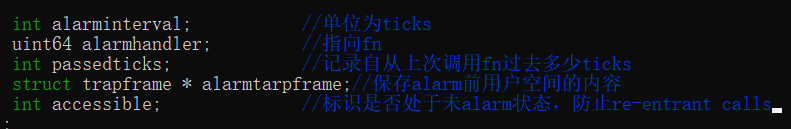 int alarminterval; //单位为ticks
uint64 alarmhandler; //指向fn
int passedticks; //记录自从上次调用fn过去多少ticks
struct trapframe * alarmtarpframe;//保存alarm前用户空间的内容
int accessible; //标识是否处于未alarm状态，防止re-entrant calls
;